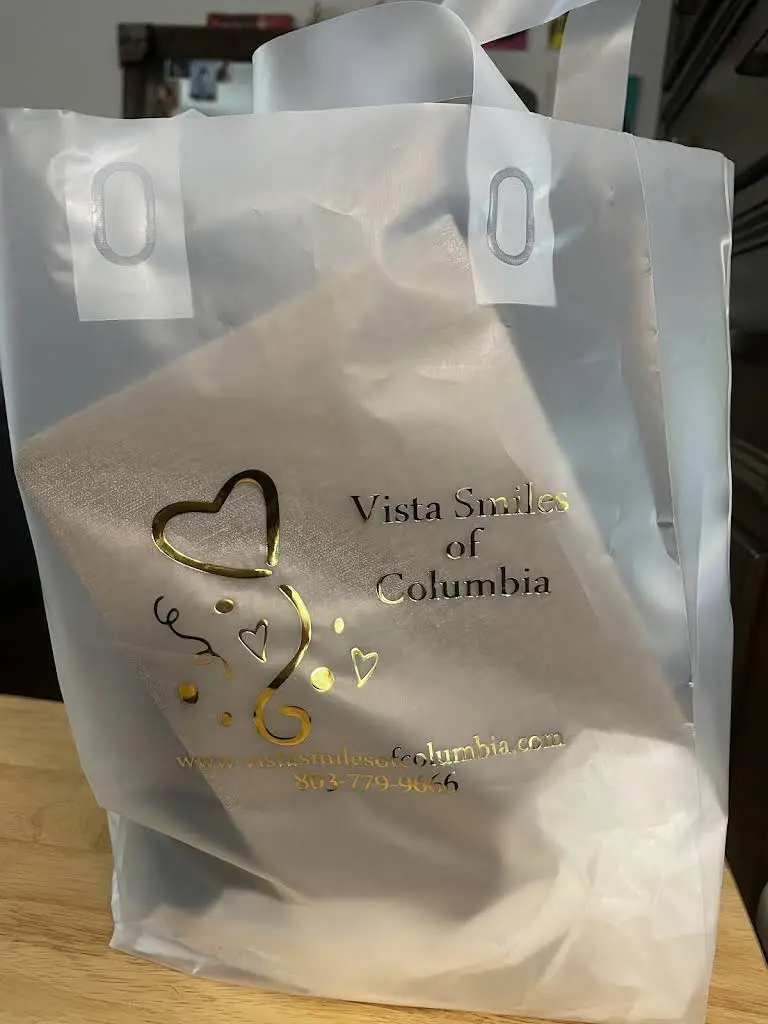 Vista Smiles
of
Columbia
www.vistasmilesofcolumbia.com
803-779-9666